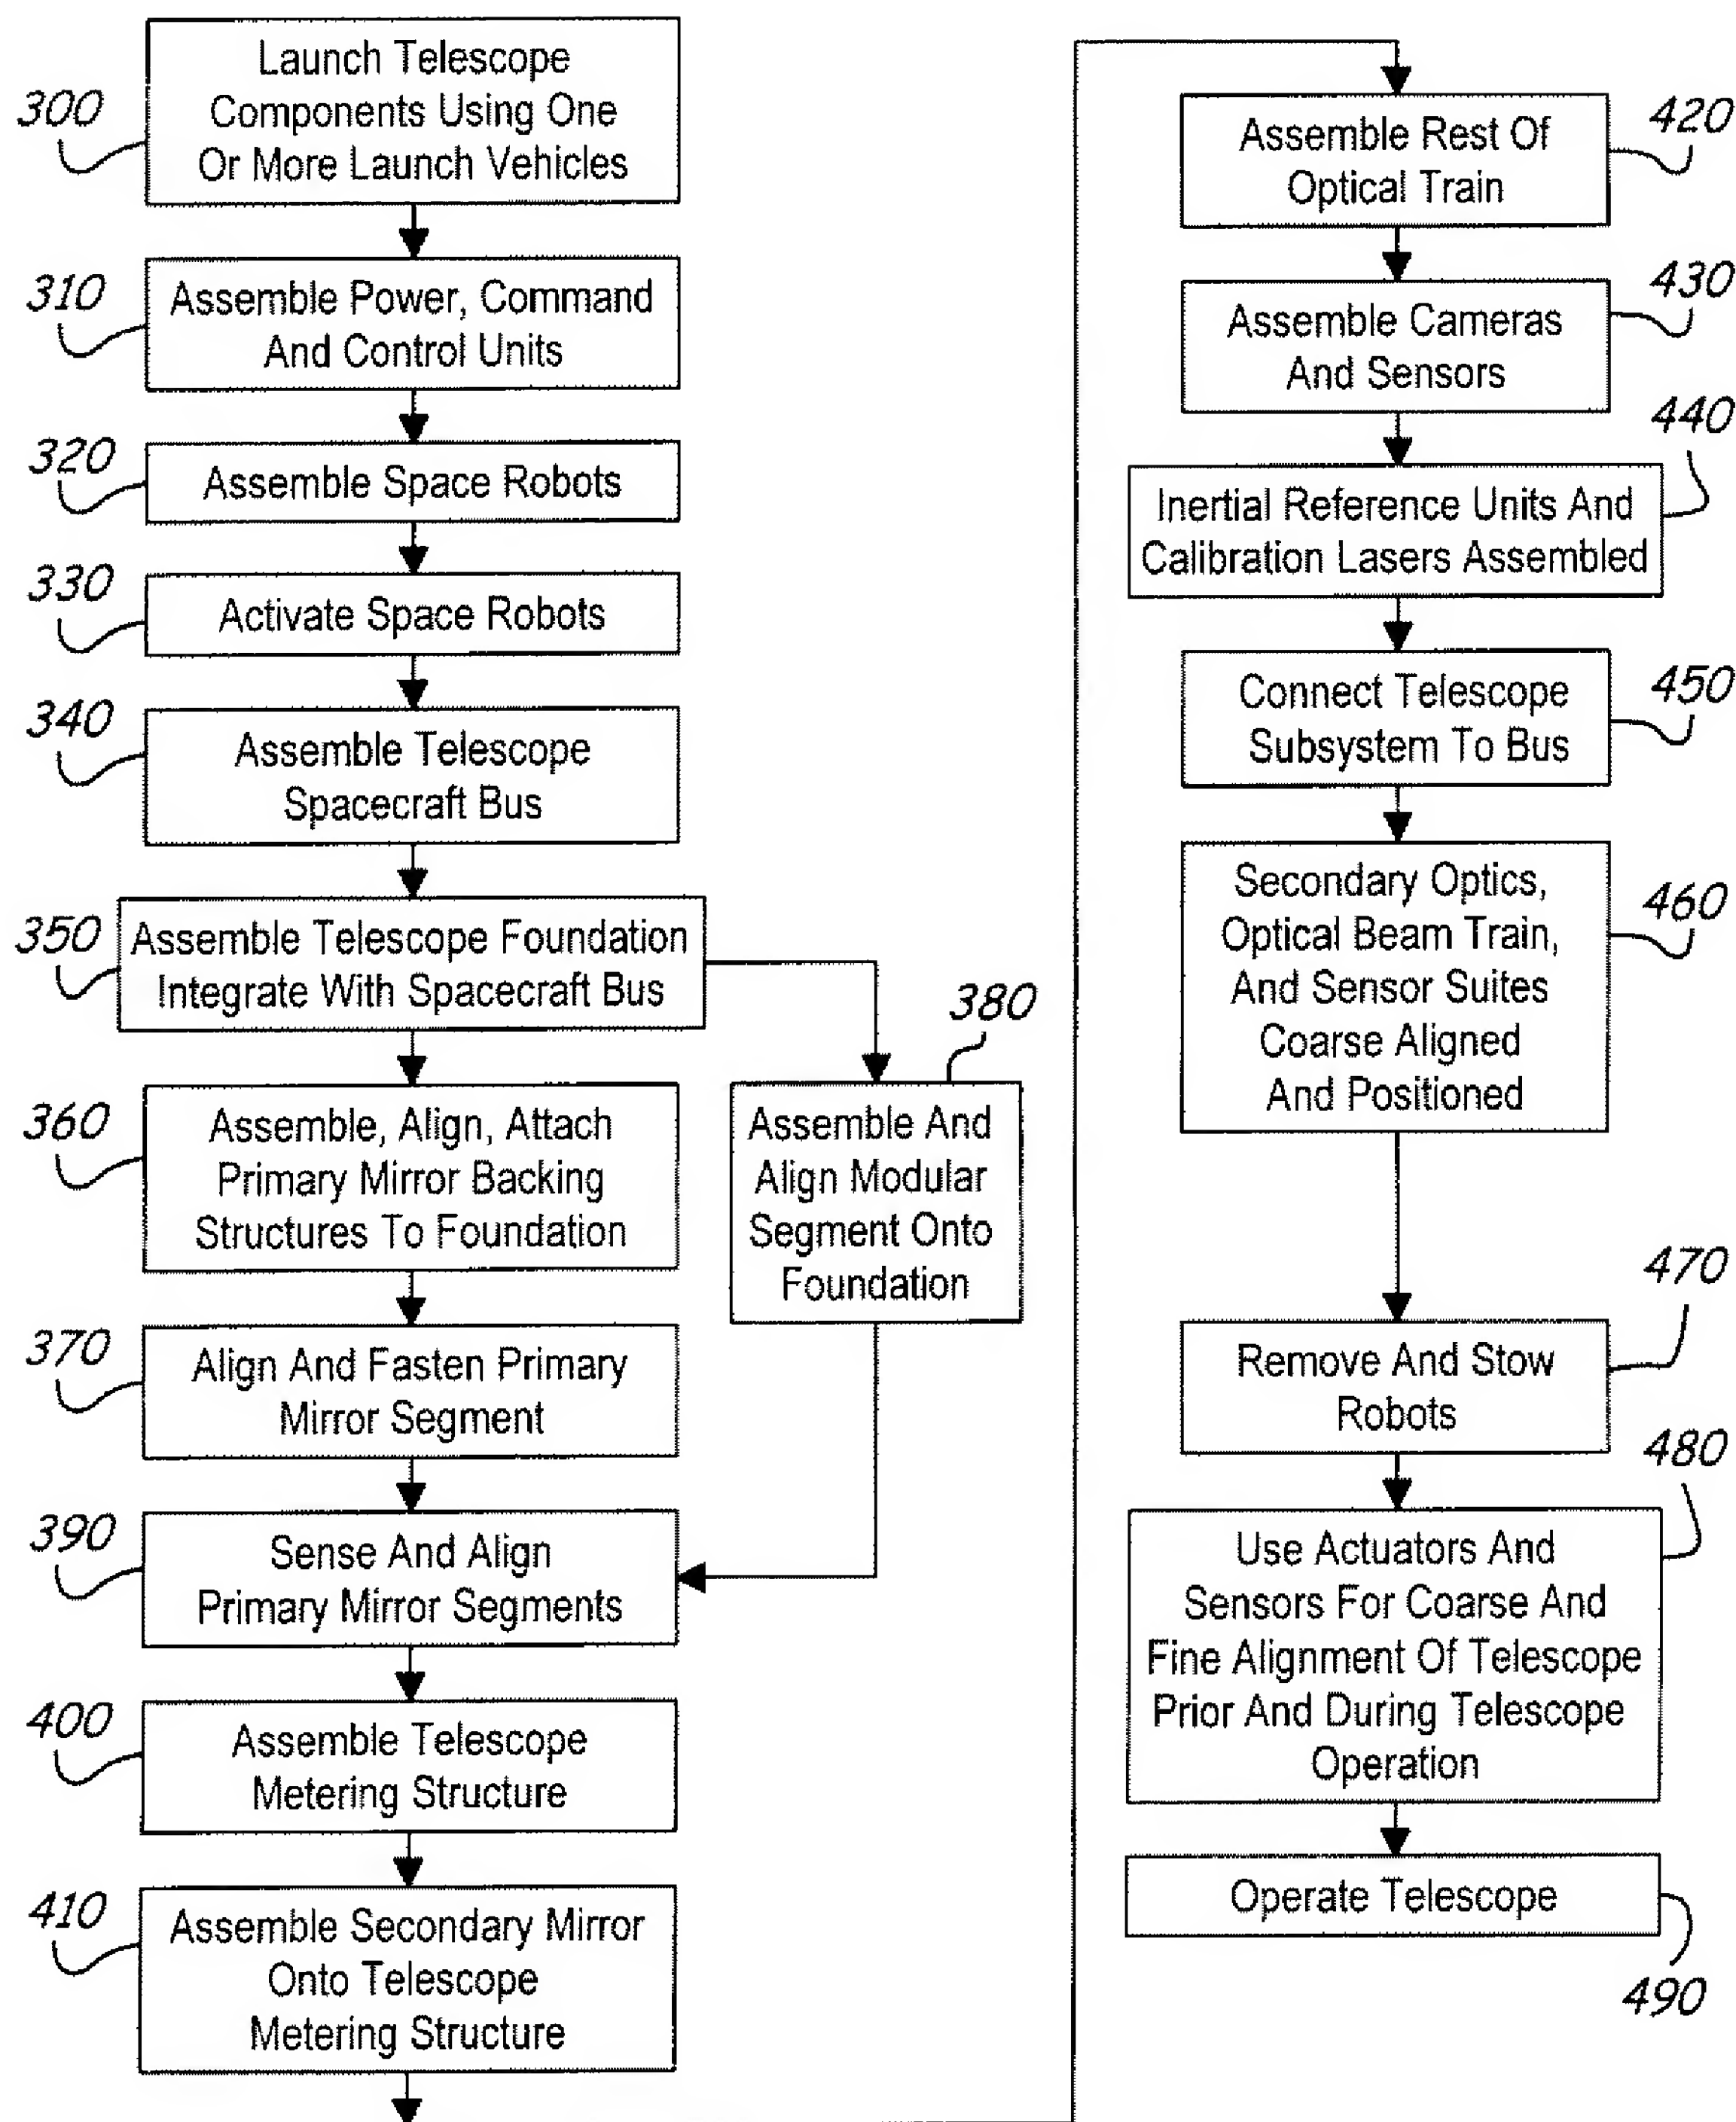 300
Launch Telescope
Components Using One
Or More Launch Vehicles
310
Assemble Power, Command
And Control Units
320
Assemble Space Robots
330
Activate Space Robots
340
Assemble Telescope
Spacecraft Bus
350
Assemble Telescope Foundation
Integrate With Spacecraft Bus
360
Assemble, Align, Attach
Primary Mirror Backing
Structures To Foundation
370
Align And Fasten Primary
Mirror Segment
380
Assemble And
Align Modular
Segment Onto
Foundation
390
Sense And Align
Primary Mirror Segments
400
Assemble Telescope
Metering Structure
410
Assemble Secondary Mirror
Onto Telescope
Metering Structure
420
Assemble Rest Of
Optical Train
430
Assemble Cameras
And Sensors
440
Inertial Reference Units And
Calibration Lasers Assembled
450
Connect Telescope
Subsystem To Bus
460
Secondary Optics,
Optical Beam Train,
And Sensor Suites
Coarse Aligned
And Positioned
470
Remove And Stow
Robots
480
Use Actuators And
Sensors For Coarse And
Fine Alignment Of Telescope
Prior And During Telescope
Operation
Operate Telescope
490